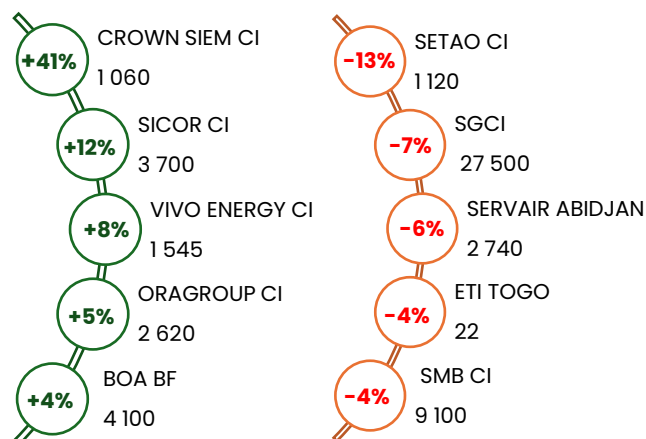 +41%
CROWN SIEM CI
1 060
+12%
SICOR CI
3 700
+8%
VIVO ENERGY CI
1 545
+5%
ORAGROUP CI
2 620
+4%
BOA BF
4 100
-13%
SETAO CI
1 120
-7%
SGCI
27 500
-6%
SERVAIR ABIDJAN
2 740
-4%
ETI TOGO
22
-4%
SMB CI
9 100